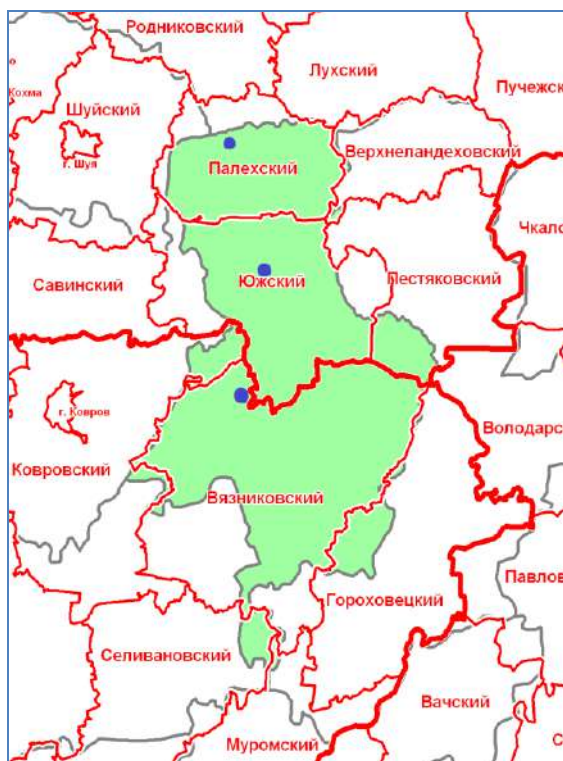 Родниковский
Лухский
Пучежск
Кохма
Шуйский
г. Шуя
Палехский
Верхнеландеховский
Чкало
Савинский
Южский
Пестяковский
г. Ковров
Володарс
Ковровский
Вязниковский
Павлов
Гороховецкий
Селивановский
Вачский
Муромский
С